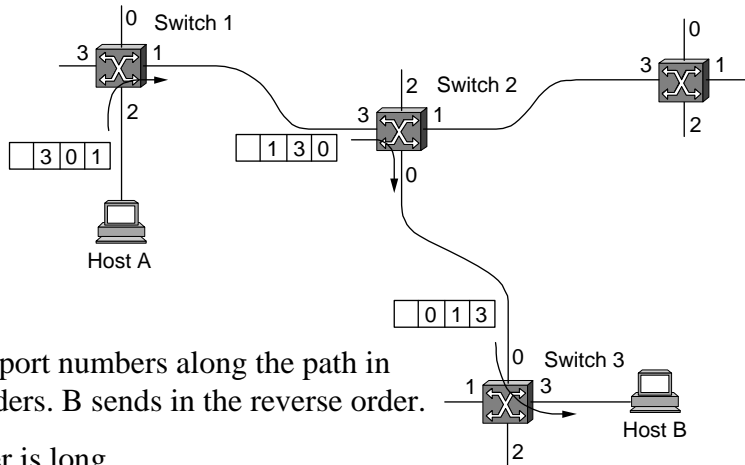 0 Switch 1 0
3 1 3 1
2 Switch 2
3 1
2 2
3 0 1
1 3 0
0
Host A
0 1 3
port numbers along the path in
0 Switch 3
1 3
ders. B sends in the reverse order.
Host B
er is long
2